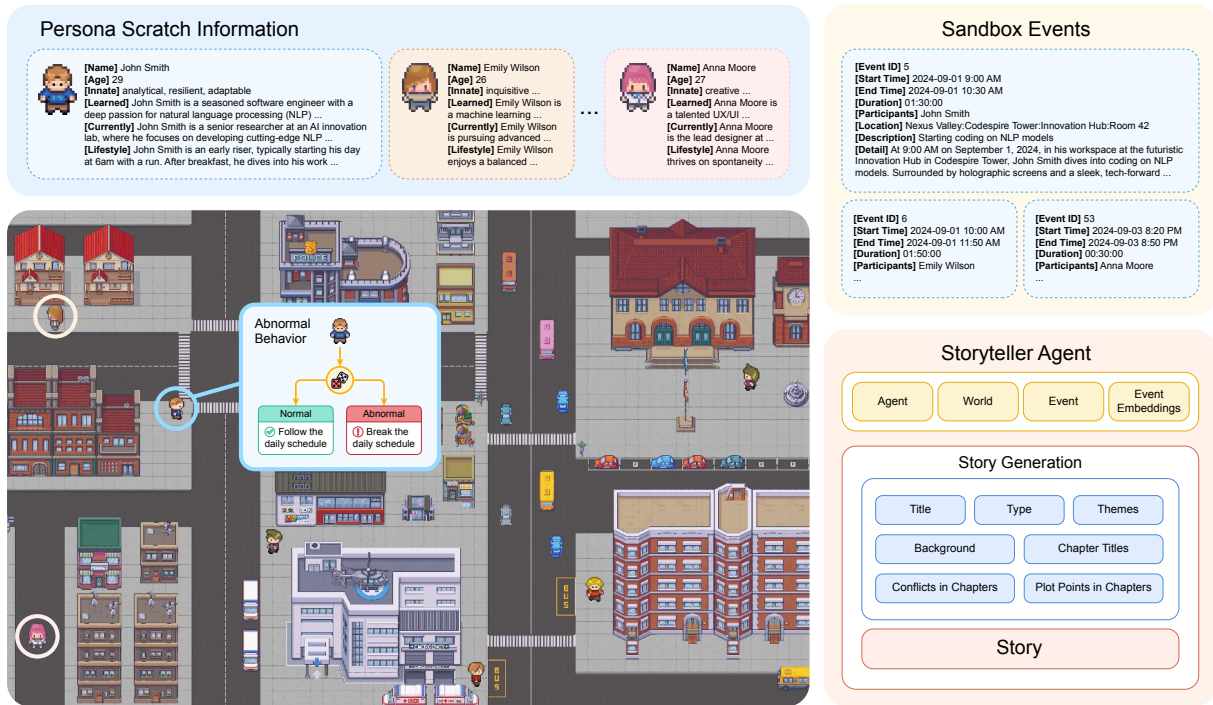 Persona Scratch Information
[Name] John Smith
[Age] 29
[Innate] analytical, resilient, adaptable
[Learned] John Smith is a seasoned software engineer with a
deep passion for natural language processing (NLP) ...
[Currently] John Smith is a senior researcher at an AI innovation
lab, where he focuses on developing cutting-edge NLP ...
[Lifestyle] John Smith is an early riser, typically starting his day
at 6am with a run. After breakfast, he dives into his work ...
[Name] Emily Wilson
[Age] 26
[Innate] inquisitive ...
[Learned] Emily Wilson is
a machine learning ...
[Currently] Emily Wilson
is pursuing advanced ...
[Lifestyle] Emily Wilson
enjoys a balanced ...
...
[Name] Anna Moore
[Age] 27
[Innate] creative ...
[Learned] Anna Moore is
a talented UX/UI ...
[Currently] Anna Moore
is the lead designer at ...
[Lifestyle] Anna Moore
thrives on spontaneity ...
Sandbox Events
[Event ID] 5
[Start Time] 2024-09-01 9:00 AM
[End Time] 2024-09-01 10:30 AM
[Duration] 01:30:00
[Participants] John Smith
[Location] Nexus Valley:Codespire Tower:Innovation Hub:Room 42
[Description] Starting coding on NLP models
[Detail] At 9:00 AM on September 1, 2024, in his workspace at the futuristic
Innovation Hub in Codespire Tower, John Smith dives into coding on NLP
models. Surrounded by holographic screens and a sleek, tech-forward ...
[Event ID] 6
[Start Time] 2024-09-01 10:00 AM
[End Time] 2024-09-01 11:50 AM
[Duration] 01:50:00
[Participants] Emily Wilson
...
[Event ID] 53
[Start Time] 2024-09-03 8:20 PM
[End Time] 2024-09-03 8:50 PM
[Duration] 00:30:00
[Participants] Anna Moore
...
POLICE
Abnormal
Behavior
Normal
Follow the
daily schedule
Abnormal
Break the
daily schedule
P
P
P
EMERGENCY
BUS
BUS
Storyteller Agent
Agent
World
Event
Event
Embeddings
Story Generation
Title
Type
Themes
Background
Chapter Titles
Conflicts in Chapters
Plot Points in Chapters
Story